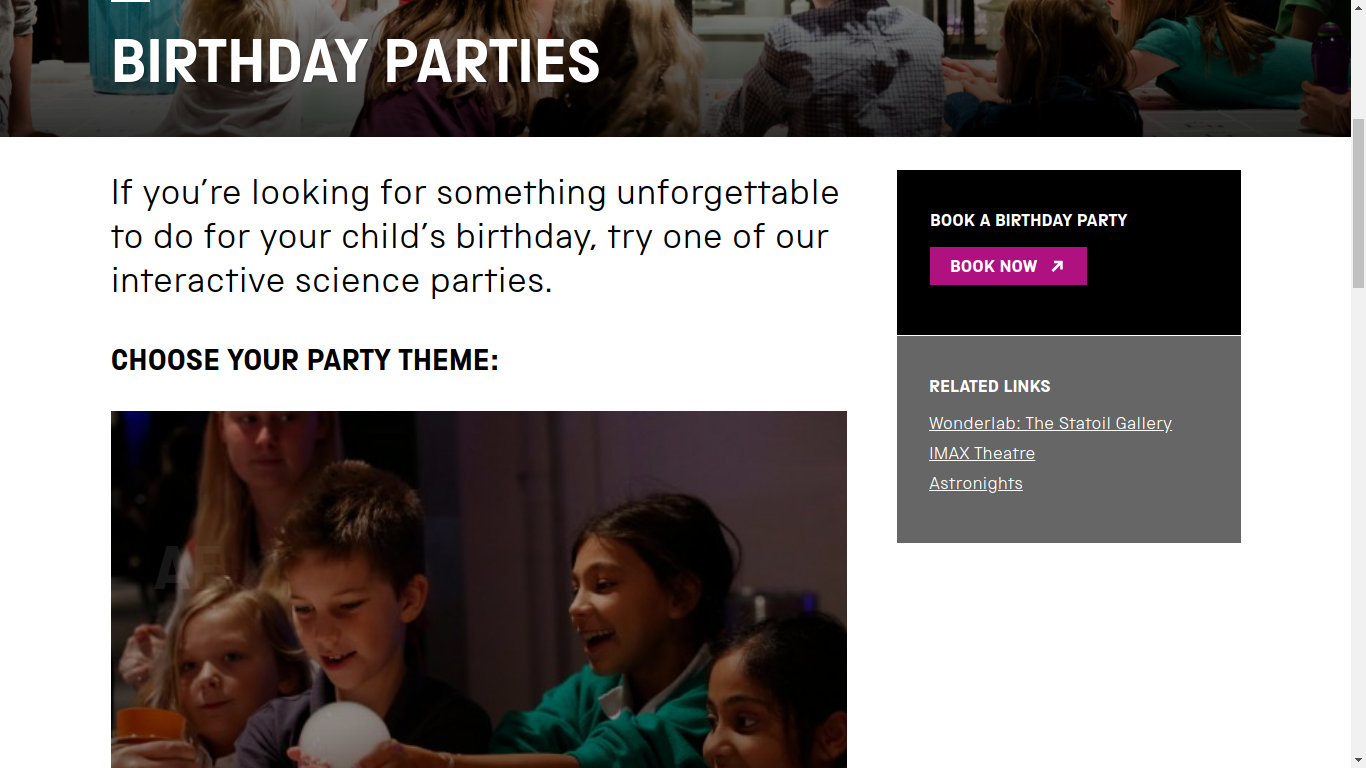 BIRTHDAY PARTIES
If you’re looking for something unforgettable
to do for your child’s birthday, try one of our
interactive science parties.
CHOOSE YOUR PARTY THEME:
BOOK A BIRTHDAY PARTY
BOOK NOW
RELATED LINKS
Wonderlab: The Statoil Gallery
IMAX Theatre
Astronights